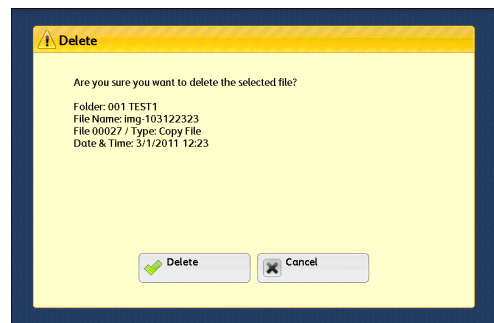 Delete
Are you sure you want to delete the selected file?
Folder: 001 TEST1
File Name: img-103122323
File 00027 / Type: Copy File
Date & Time: 3/1/2011 12:23
Delete
Cancel